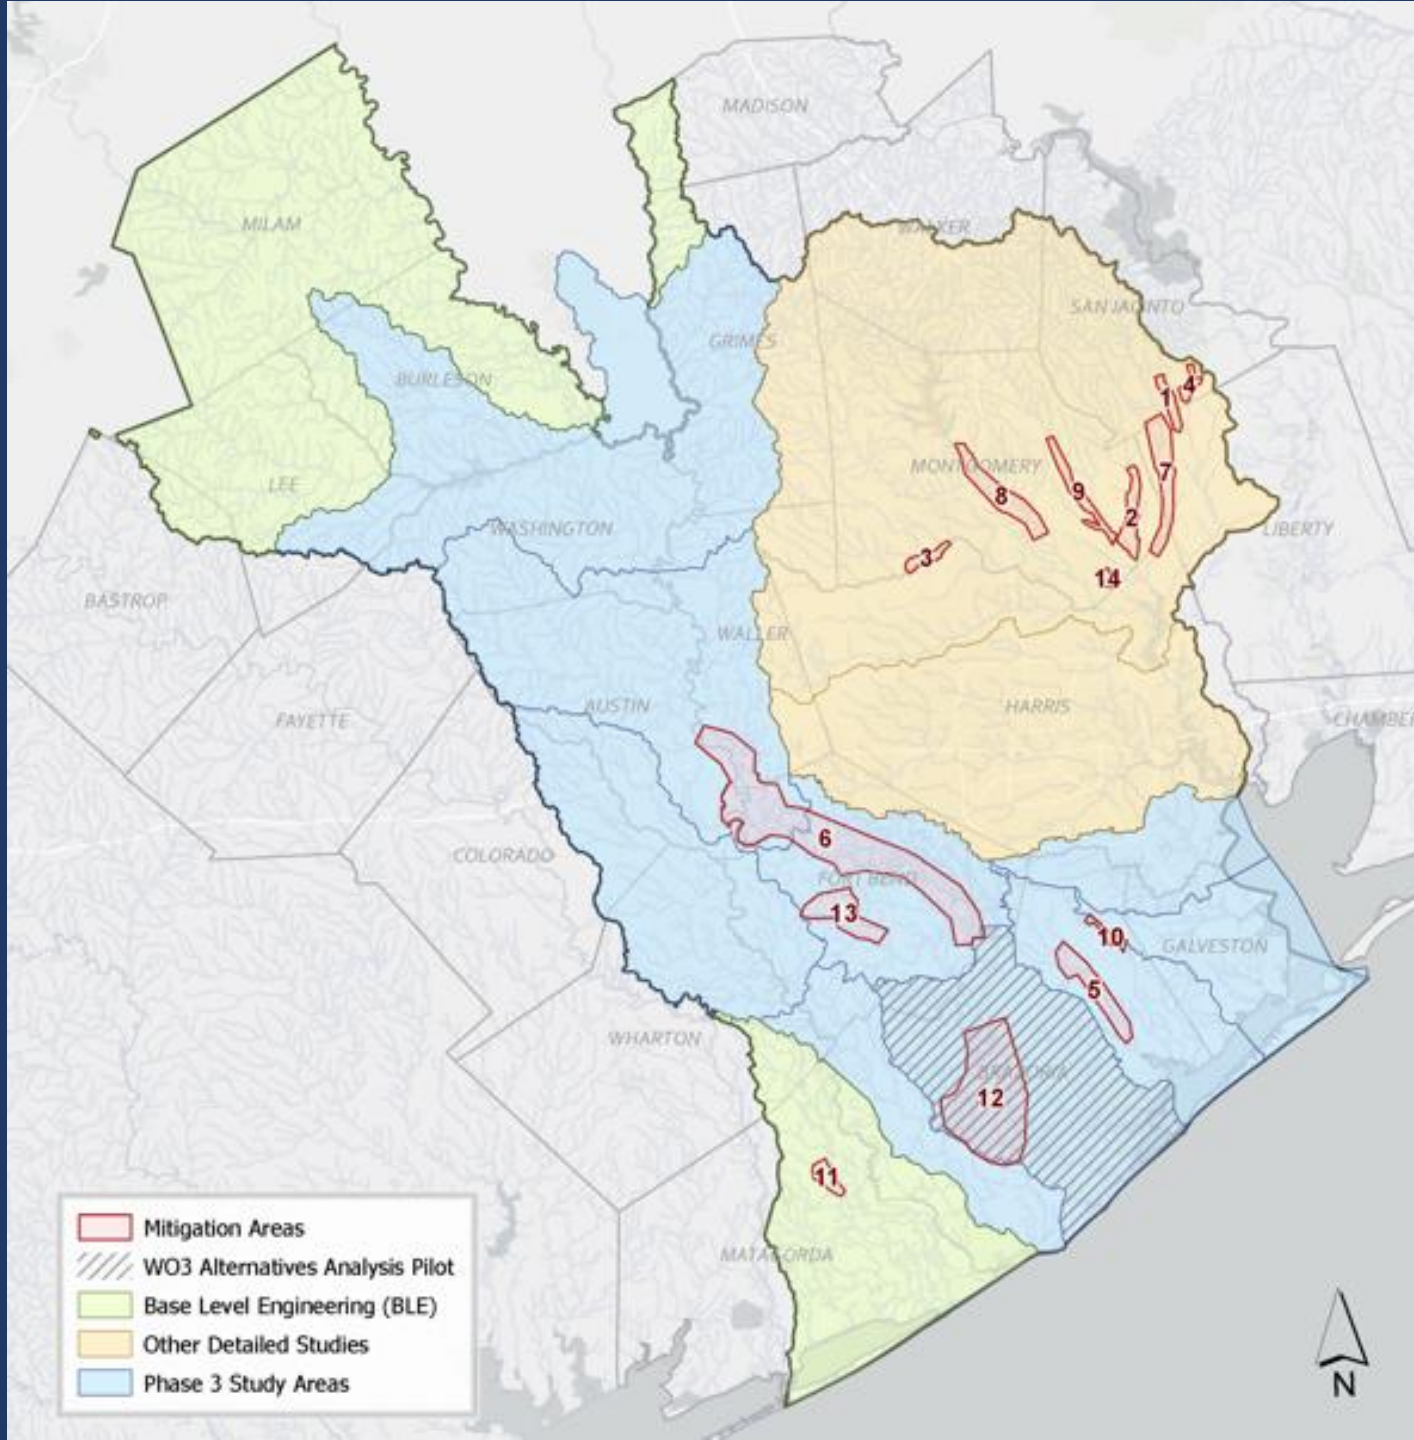 MADISON
MILAM
WALKER
SAN JACINTO
GRIMES
BURLESON
1
4
MONTGOMERY
7
8
9
LEE
2
WASHINGTON
LIBERTY
3
14
BASTROP
WALLER
AUSTIN
HARRIS
FAYETTE
CHAMBER
6
COLORADO
FORT BEND
13
10
GALVESTON
5
WHARTON
BRAZORIA
12
11
MATAGORDA
Mitigation Areas
WO3 Alternatives Analysis Pilot
Base Level Engineering (BLE)
Other Detailed Studies
Phase 3 Study Areas
N